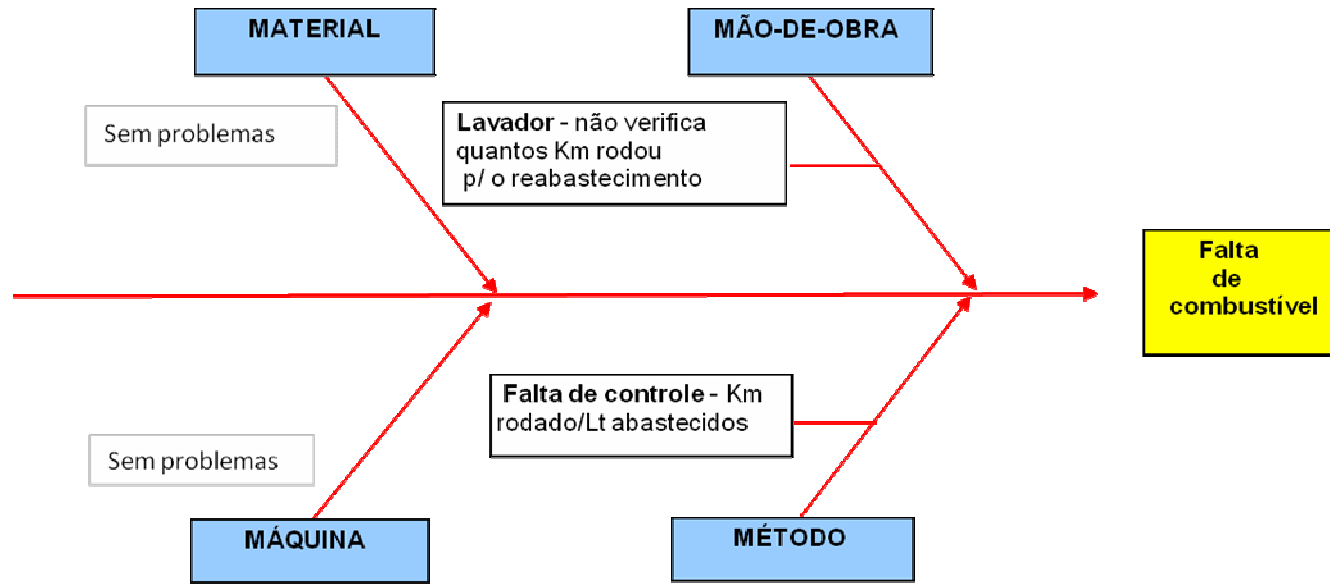 MATERIAL
MÃO-DE-OBRA
Sem problemas
Lavador - não verifica
quantos Km rodou
p/ o reabastecimento
Falta
de
combustível
Falta de controle - Km
rodado/Lt abastecidos
Sem problemas
MÁQUINA
MÉTODO